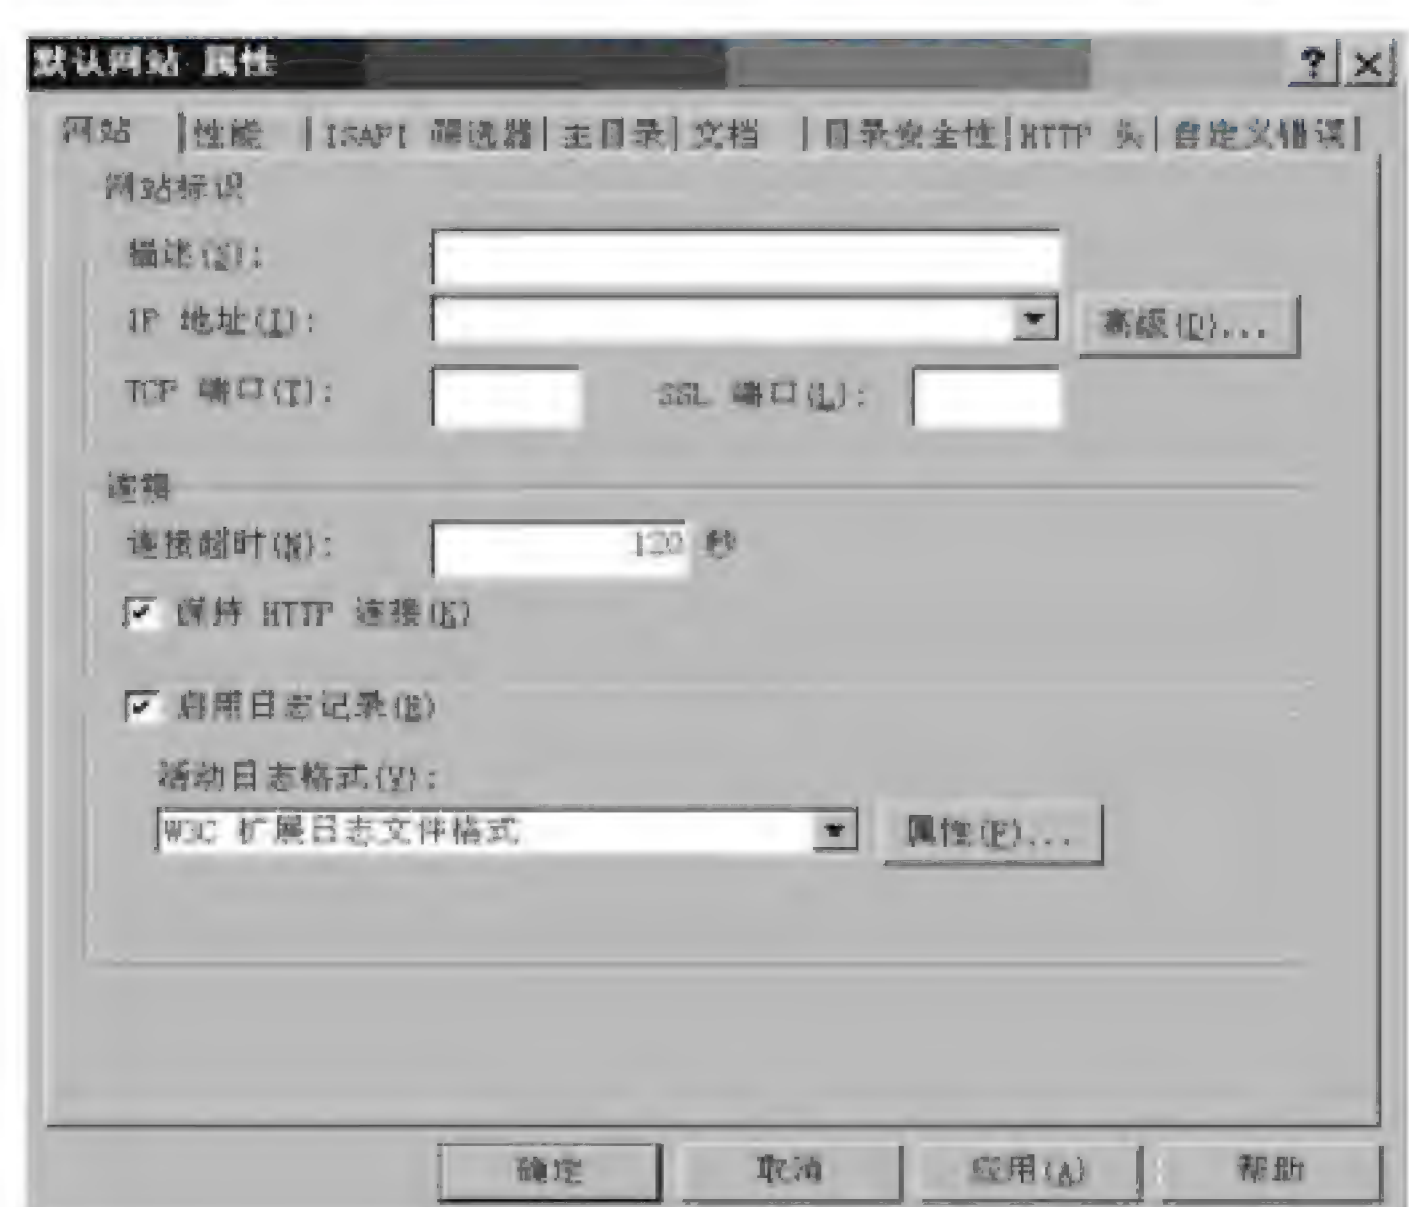 默认网站 属性
网站 性能 ISAPI 筛选器 主目录 文档 目录安全性 HTTP 头 自定义错误
网站标识
描述(S):
IP 地址(I): 高级(D)...
TCP 端口(T): SSL 端口(L):
连接
连接超时(N): 120 秒
保持 HTTP 连接(K)
启用日志记录(E)
活动日志格式(V):
W3C 扩展日志文件格式 属性(P)...
确定 取消 应用(A) 帮助